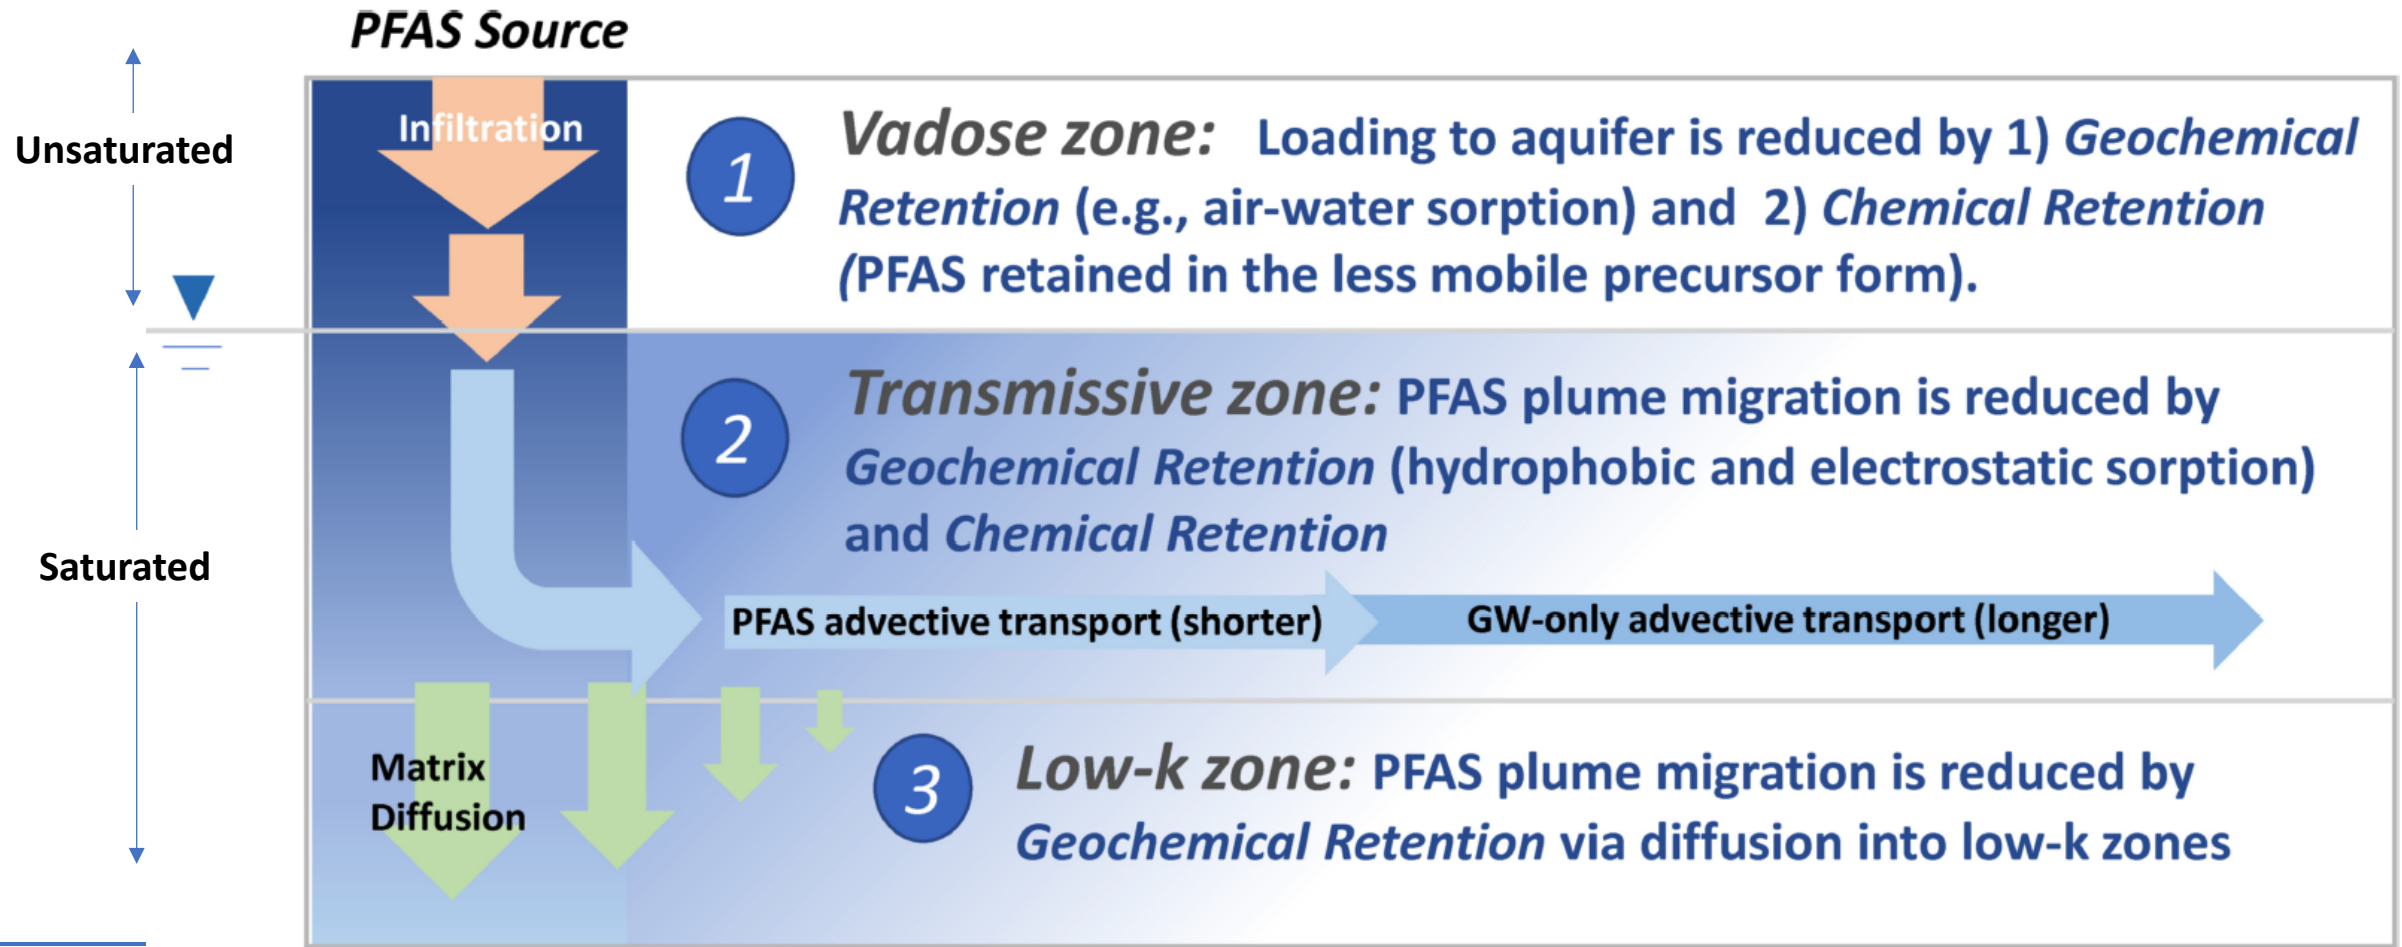 PFAS Source
Unsaturated
Infiltration
1
Vadose zone: Loading to aquifer is reduced by 1) Geochemical
Retention (e.g., air-water sorption) and 2) Chemical Retention
(PFAS retained in the less mobile precursor form).
Saturated
2
Transmissive zone: PFAS plume migration is reduced by
Geochemical Retention (hydrophobic and electrostatic sorption)
and Chemical Retention
PFAS advective transport (shorter)
GW-only advective transport (longer)
Matrix
Diffusion
3
Low-k zone: PFAS plume migration is reduced by
Geochemical Retention via diffusion into low-k zones